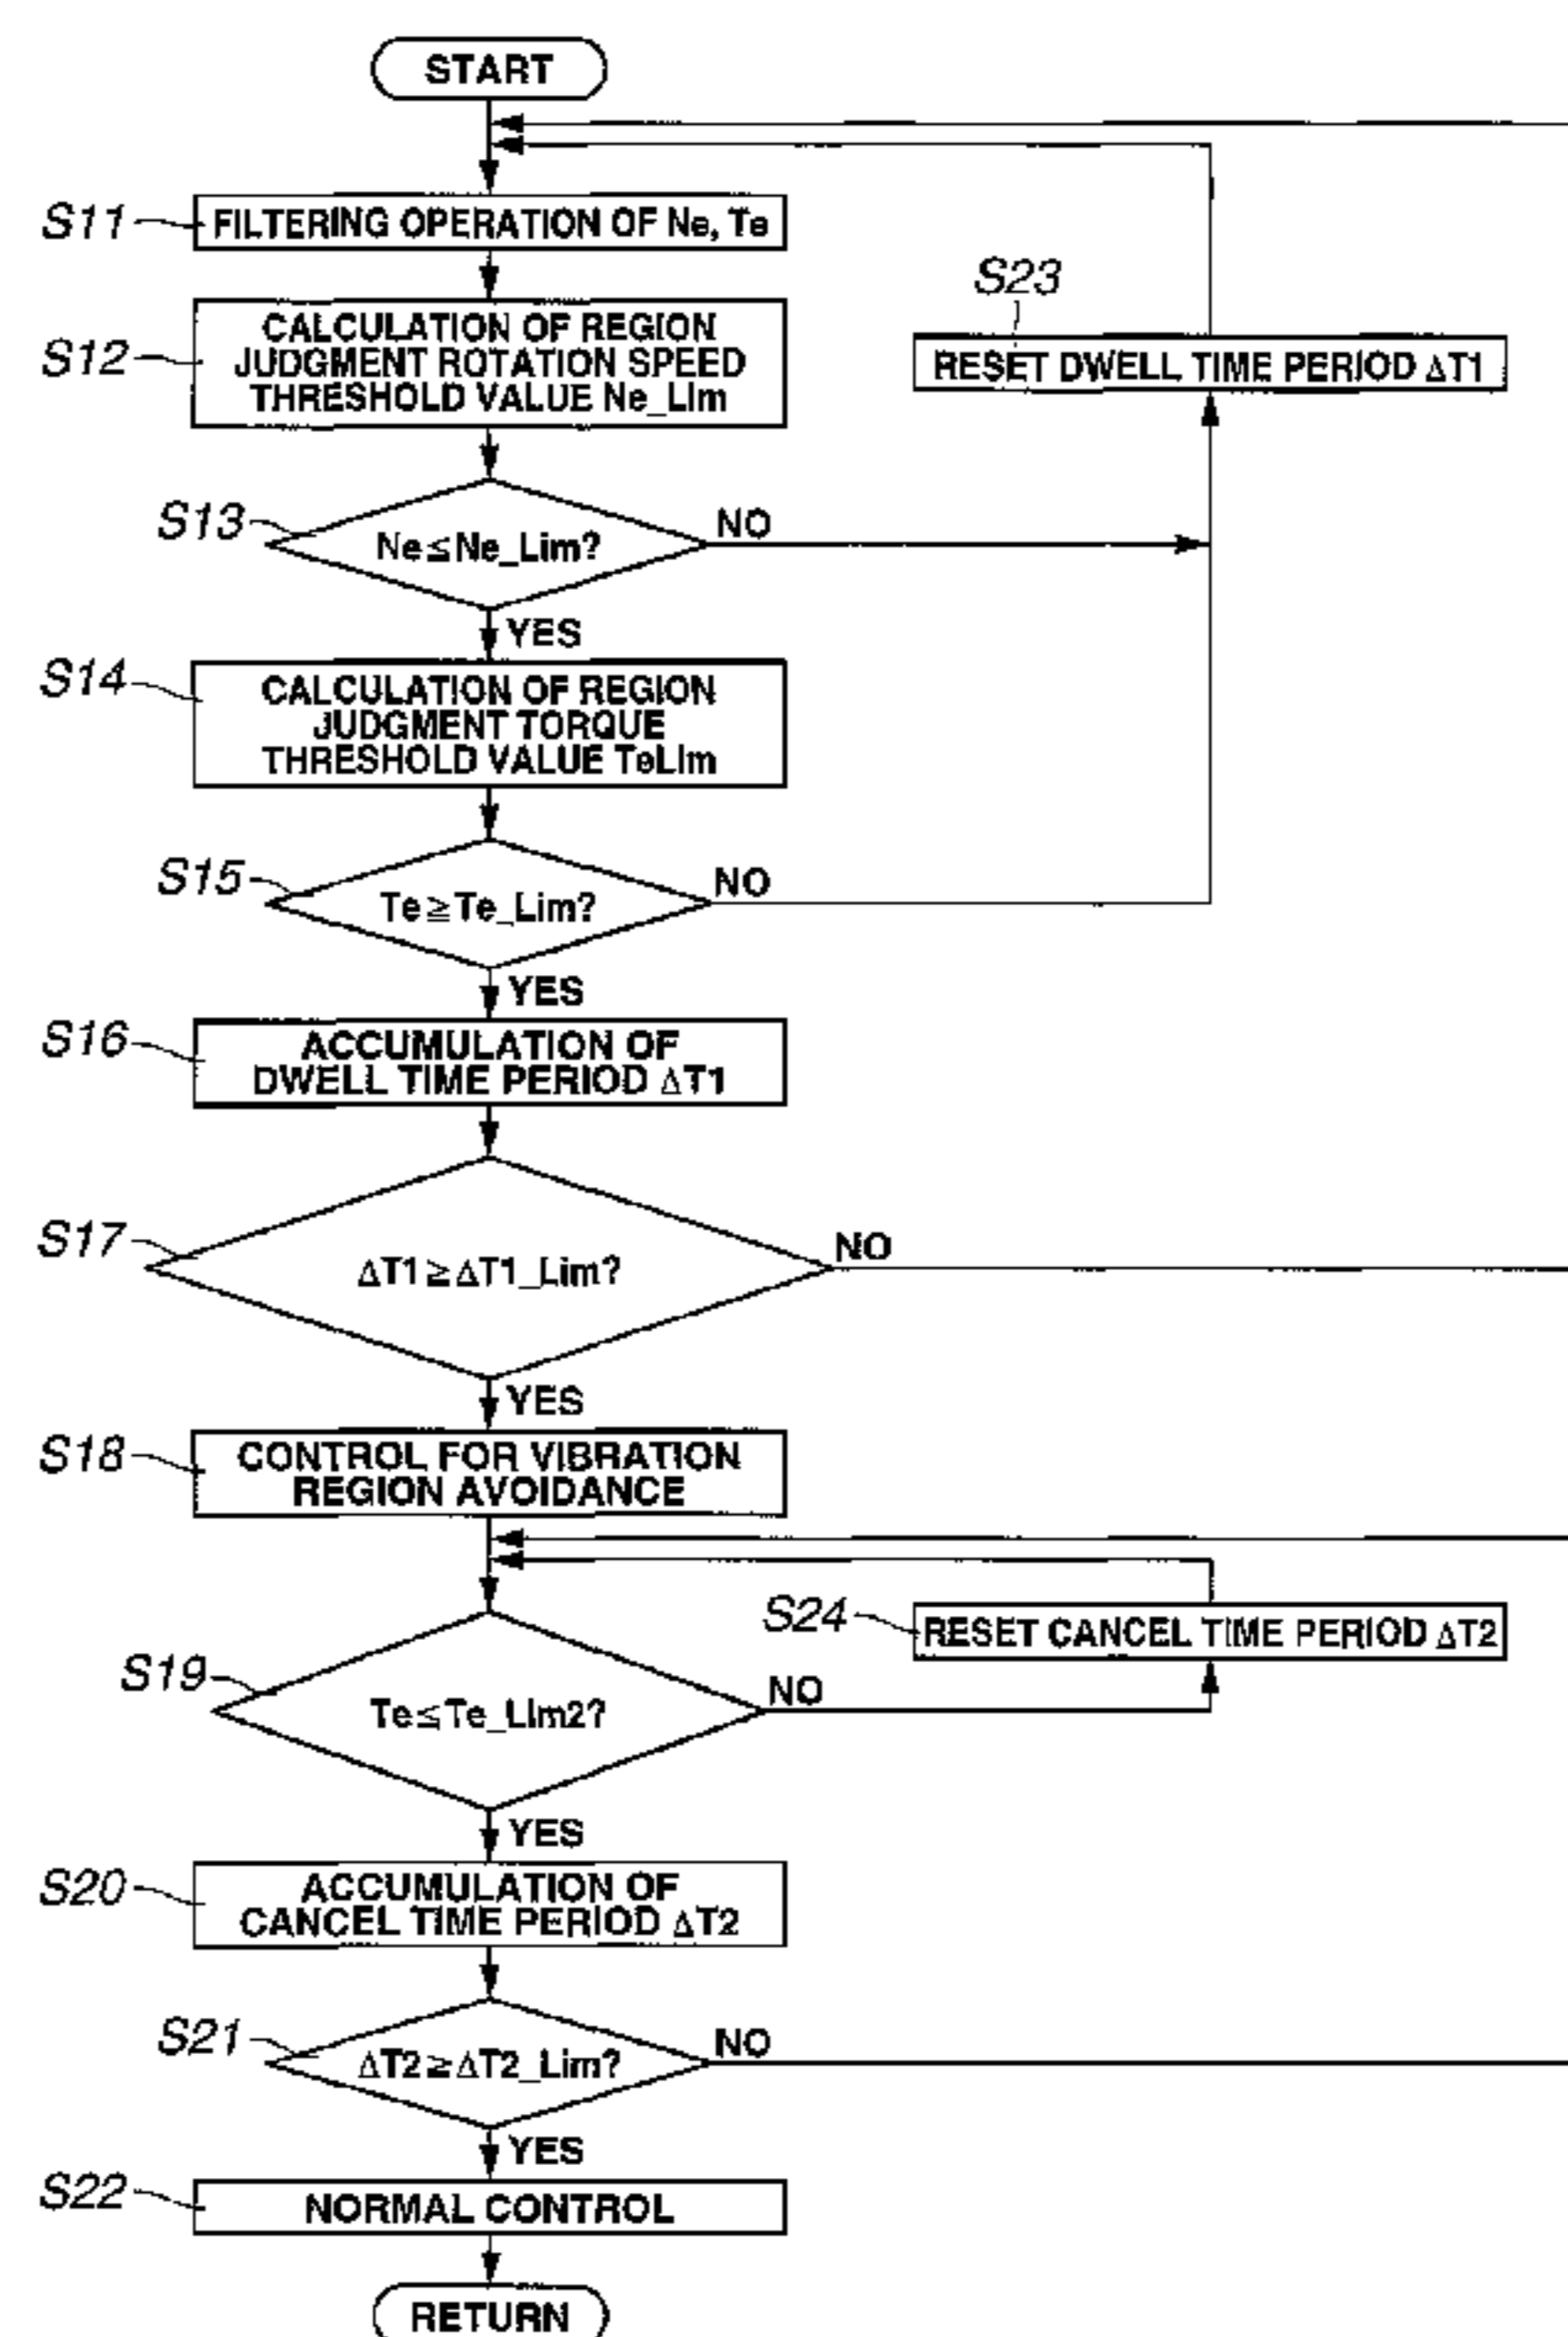 START
S11
FILTERING OPERATION OF Ne, Te
S23
S12
CALCULATION OF REGION
JUDGMENT ROTATION SPEED
THRESHOLD VALUE Ne_Lim
RESET DWELL TIME PERIOD ΔT1
S13
Ne≦Ne_Lim?
NO
YES
S14
CALCULATION OF REGION
JUDGMENT TORQUE
THRESHOLD VALUE TeLim
S15
Te≧Te_Lim?
NO
YES
S16
ACCUMULATION OF
DWELL TIME PERIOD ΔT1
S17
ΔT1≧ΔT1_Lim?
NO
YES
S18
CONTROL FOR VIBRATION
REGION AVOIDANCE
S24
RESET CANCEL TIME PERIOD ΔT2
S19
Te≦Te_Lim2?
NO
YES
S20
ACCUMULATION OF
CANCEL TIME PERIOD ΔT2
S21
ΔT2≧ΔT2_Lim?
NO
YES
S22
NORMAL CONTROL
RETURN